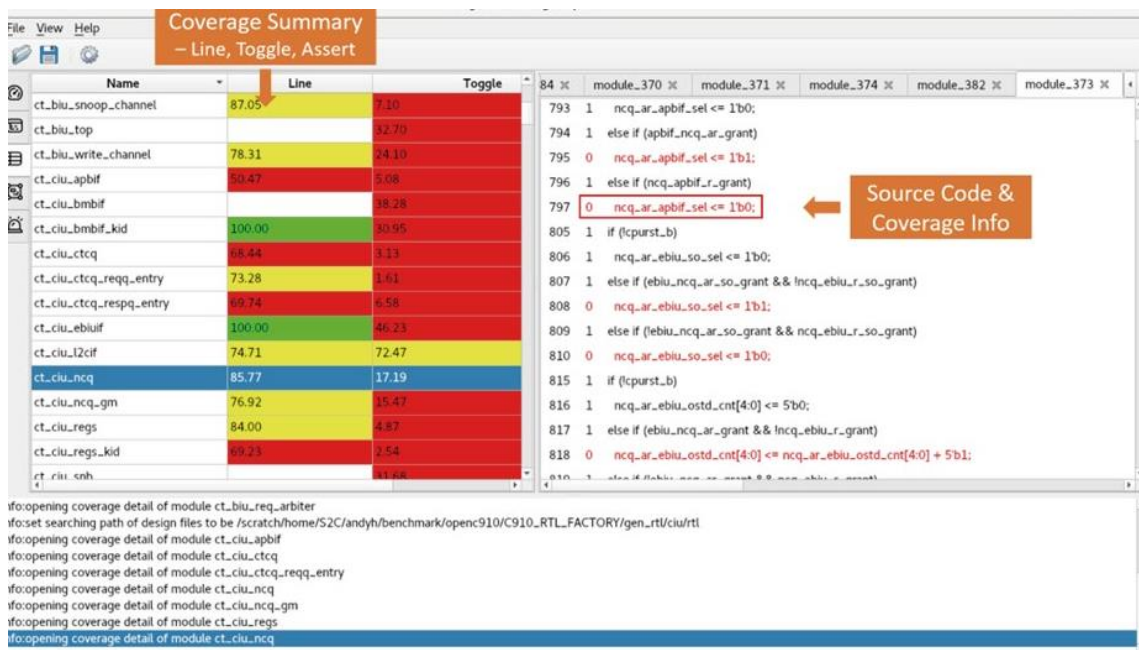 File View Help
Coverage Summary
– Line, Toggle, Assert
Name Line Toggle
ct_biu_snoop_channel 87.05 7.10
ct_biu_top 32.70
ct_biu_write_channel 78.31 24.10
ct_ciu_apbif 50.47 5.08
ct_ciu_bmbif 38.28
ct_ciu_bmbif_kid 100.00 30.95
ct_ciu_ctcq 68.44 3.13
ct_ciu_ctcq_reqq_entry 73.28 1.61
ct_ciu_ctcq_respq_entry 69.74 6.58
ct_ciu_ebiuif 100.00 46.23
ct_ciu_l2cif 74.71 72.47
ct_ciu_ncq 85.77 17.19
ct_ciu_ncq_gm 76.92 15.47
ct_ciu_regs 84.00 4.87
ct_ciu_regs_kid 69.23 2.54
ct_ciu_snb 31.68
84 module_370 module_371 module_374 module_382 module_373
793 1 ncq_ar_apbif_sel <= 1'b0;
794 1 else if (apbif_ncq_ar_grant)
795 0 ncq_ar_apbif_sel <= 1'b1;
796 1 else if (ncq_apbif_r_grant)
797 0 ncq_ar_apbif_sel <= 1'b0;
805 1 if (!cpurst_b)
806 1 ncq_ar_ebiu_so_sel <= 1'b0;
807 1 else if (ebiu_ncq_ar_so_grant && !ncq_ebiu_r_so_grant)
808 0 ncq_ar_ebiu_so_sel <= 1'b1;
809 1 else if (!ebiu_ncq_ar_so_grant && ncq_ebiu_r_so_grant)
810 0 ncq_ar_ebiu_so_sel <= 1'b0;
815 1 if (!cpurst_b)
816 1 ncq_ar_ebiu_ostd_cnt[4:0] <= 5'b0;
817 1 else if (ebiu_ncq_ar_grant && !ncq_ebiu_r_grant)
818 0 ncq_ar_ebiu_ostd_cnt[4:0] <= ncq_ar_ebiu_ostd_cnt[4:0] + 5'b1;
Source Code &
Coverage Info
nfo:opening coverage detail of module ct_biu_req_arbiter
nfo:set searching path of design files to be /scratch/home/S2C/andyh/benchmark/openc910/C910_RTL_FACTORY/gen_rtl/ciu/rtl
nfo:opening coverage detail of module ct_ciu_apbif
nfo:opening coverage detail of module ct_ciu_ctcq
nfo:opening coverage detail of module ct_ciu_ctcq_reqq_entry
nfo:opening coverage detail of module ct_ciu_ncq
nfo:opening coverage detail of module ct_ciu_ncq_gm
nfo:opening coverage detail of module ct_ciu_regs
nfo:opening coverage detail of module ct_ciu_ncq